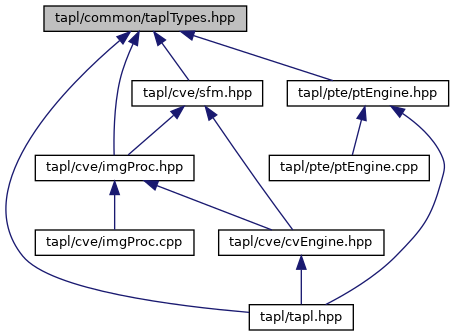 tapl/common/taplTypes.hpp
tapl/cve/sfm.hpp
tapl/pte/ptEngine.hpp
tapl/cve/imgProc.hpp
tapl/pte/ptEngine.cpp
tapl/cve/imgProc.cpp
tapl/cve/cvEngine.hpp
tapl/tapl.hpp